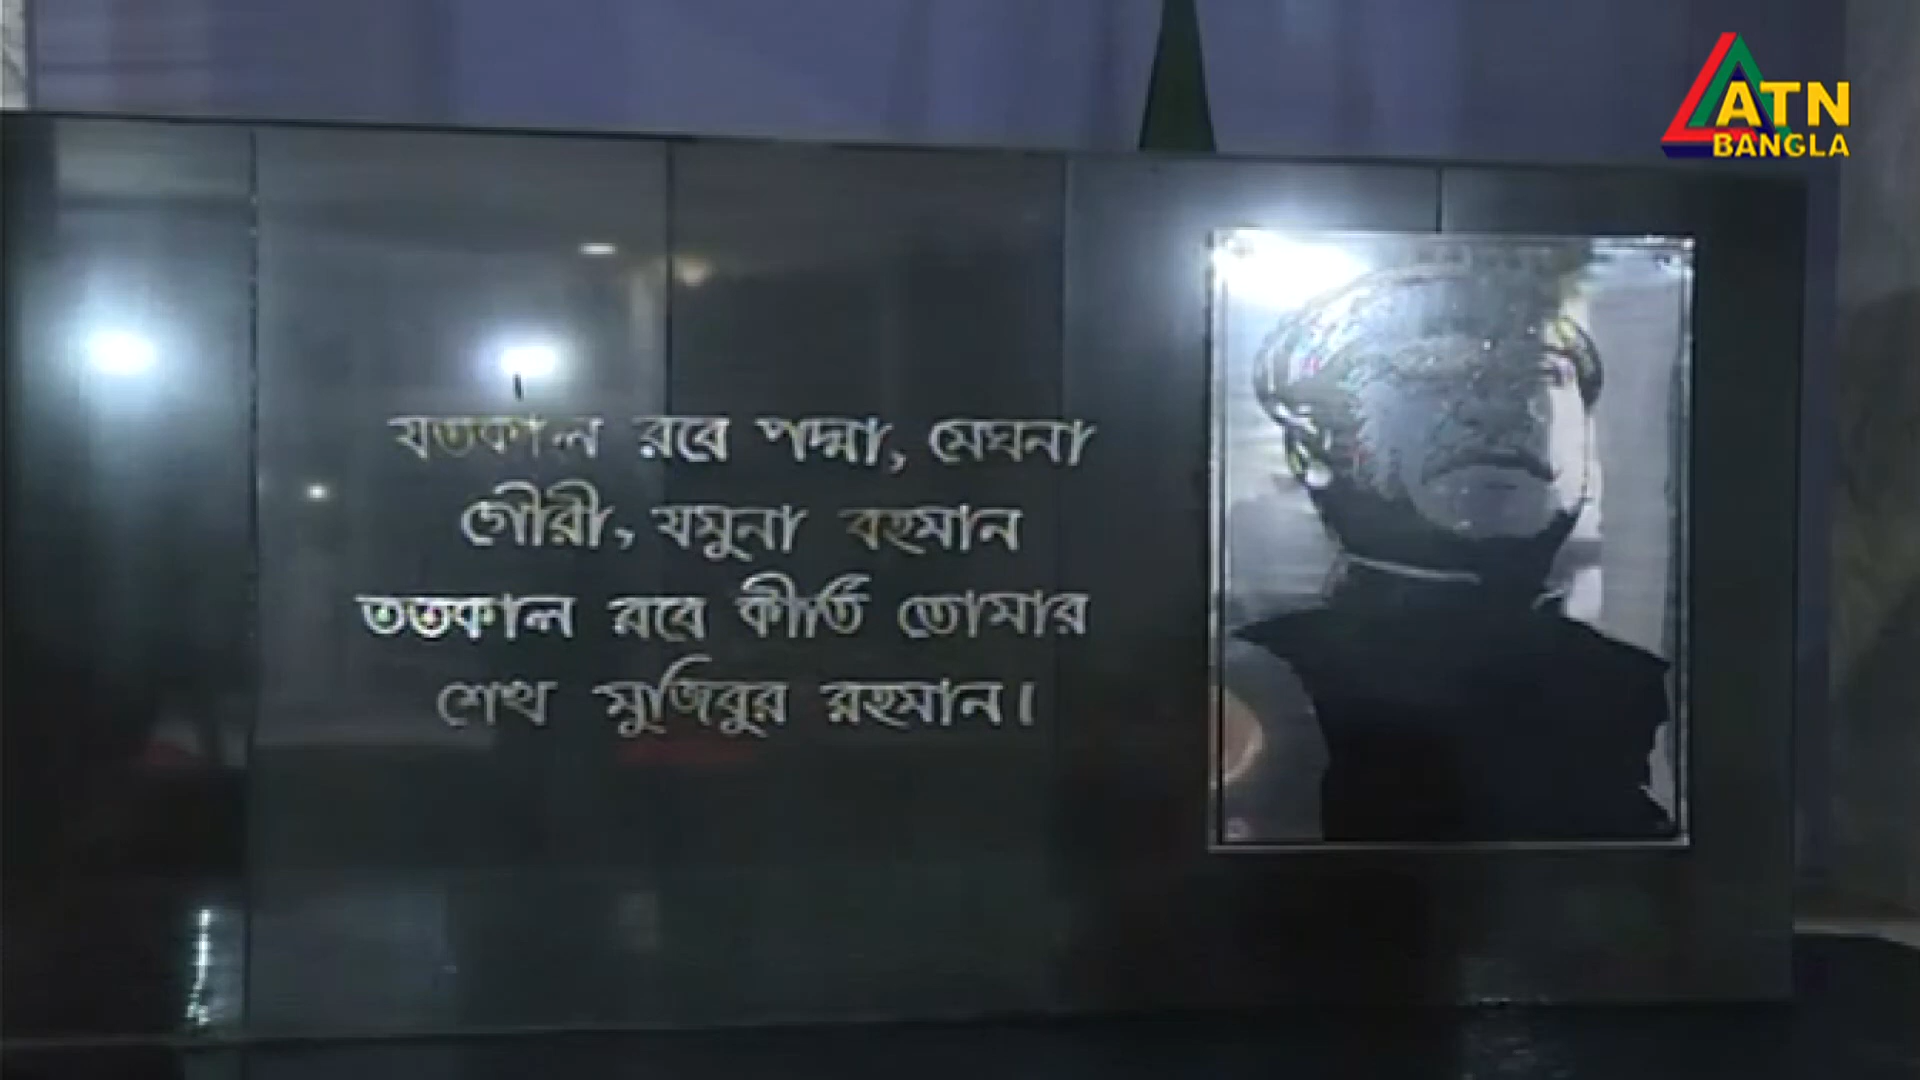 ATN
BANGLA
যতকাল রবে পদ্মা, মেঘনা
গৌরী, যমুনা বহমান
ততকাল রবে কীর্তি তোমার
শেখ মুজিবুর রহমান।